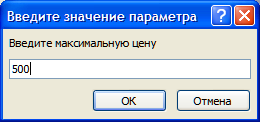 Введите значение параметра
Введите максимальную цену
500
ОК
Отмена